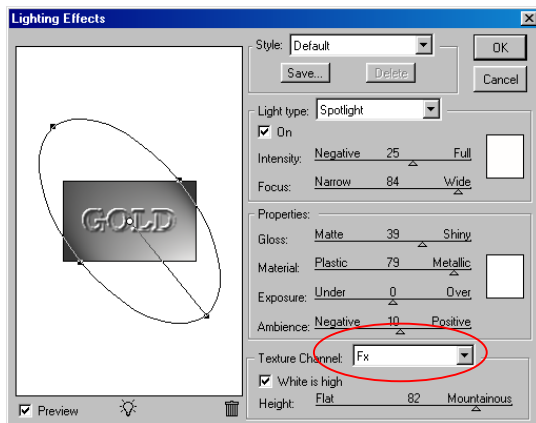 Lighting Effects
Style: Default
OK
Save... Delete
Cancel
Light type: Spotlight
On
Intensity: Negative 25 Full
Focus: Narrow 84 Wide
Properties:
Gloss: Matte 39 Shiny
Material: Plastic 79 Metallic
Exposure: Under 0 Over
Ambience: Negative 10 Positive
Texture Channel: Fx
White is high
Height: Flat 82 Mountainous
GOLD
Preview